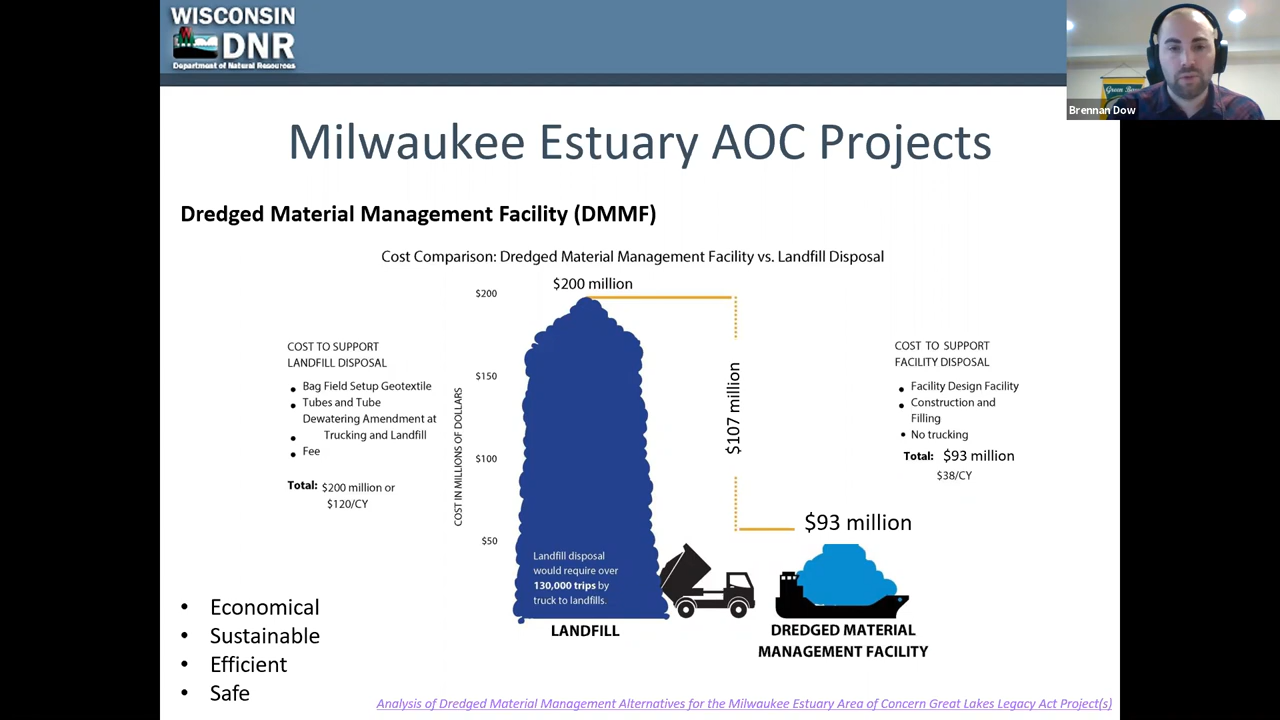 WISCONSIN
DNR
Department of Natural Resources
Green Bay
Brennan Dow
Milwaukee Estuary AOC Projects
Dredged Material Management Facility (DMMF)
Cost Comparison: Dredged Material Management Facility vs. Landfill Disposal
$200 million
$200
$150
$100
$50
COST IN MILLIONS OF DOLLARS
COST TO SUPPORT
LANDFILL DISPOSAL
• Bag Field Setup Geotextile
• Tubes and Tube
Dewatering Amendment at
• Trucking and Landfill
• Fee
Total: $200 million or
$120/CY
$107 million
COST TO SUPPORT
FACILITY DISPOSAL
• Facility Design Facility
• Construction and
Filling
• No trucking
Total: $93 million
$38/CY
$93 million
Landfill disposal
would require over
130,000 trips by
truck to landfills.
LANDFILL
DREDGED MATERIAL
MANAGEMENT FACILITY
• Economical
• Sustainable
• Efficient
• Safe
Analysis of Dredged Material Management Alternatives for the Milwaukee Estuary Area of Concern Great Lakes Legacy Act Project(s)